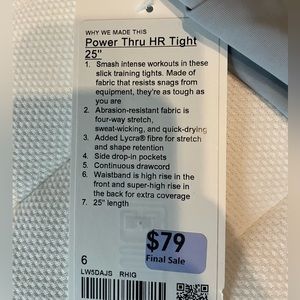 WHY WE MADE THIS
Power Thru HR Tight
25"
1. Smash intense workouts in these
slick training tights. Made of
fabric that resists snags from
equipment, they're as tough as
you are
2. Abrasion-resistant fabric is
four-way stretch,
sweat-wicking, and quick-drying
3. Added Lycra® fibre for stretch
and shape retention
4. Side drop-in pockets
5. Continuous drawcord
6. Waistband is high rise in the
front and super-high rise in
the back for extra coverage
7. 25" length
$79
Final Sale
6
LW5DAJS RHIG